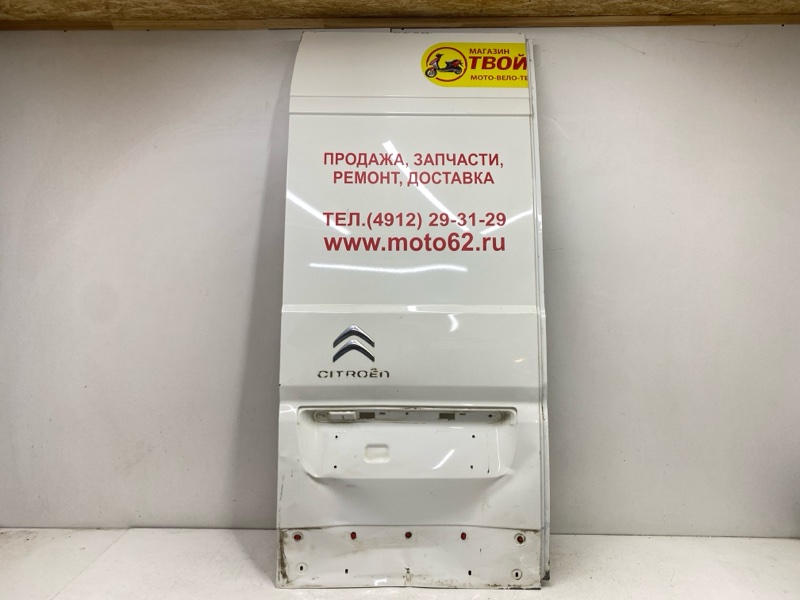 МАГАЗИН
ТВОЙ
МОТО-ВЕЛО-ТЕ
ПРОДАЖА, ЗАПЧАСТИ,
РЕМОНТ, ДОСТАВКА
ТЕЛ.(4912) 29-31-29
www.moto62.ru
CITROËN